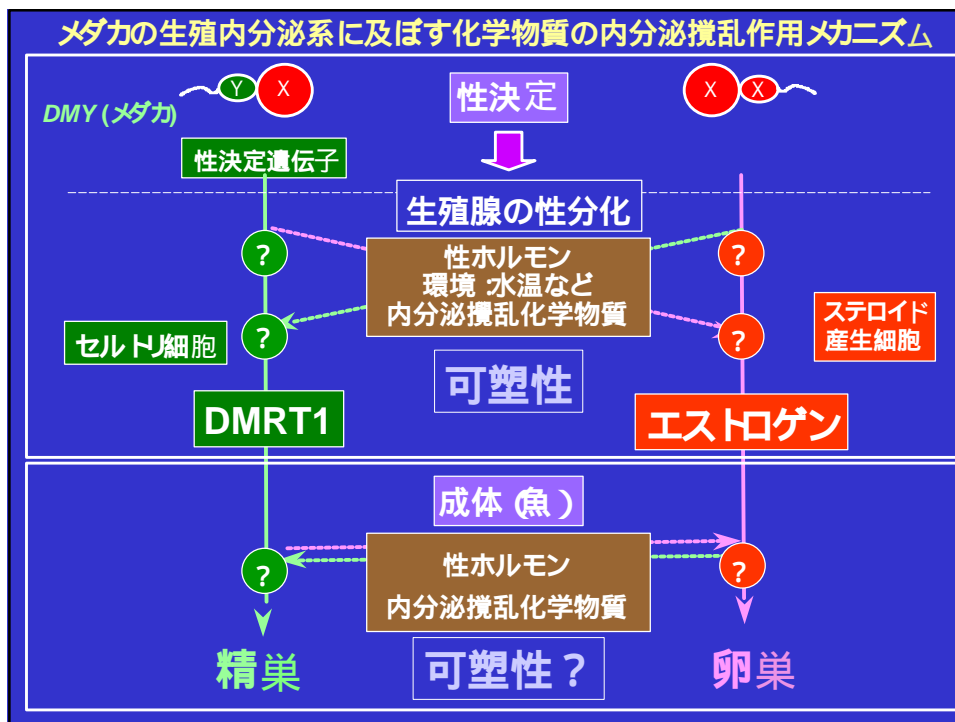 メダカの生殖内分泌系に及ぼす化学物質の内分泌攪乱作用メカニズム
Y X
X X
DMY (メダカ)
性決定
性決定遺伝子
生殖腺の性分化
? ?
性ホルモン
環境:水温など
内分泌攪乱化学物質
? ?
セルトリ細胞
ステロイド
産生細胞
可塑性
DMRT1
エストロゲン
成体(魚)
? ?
性ホルモン
内分泌攪乱化学物質
精巣
可塑性?
卵巣